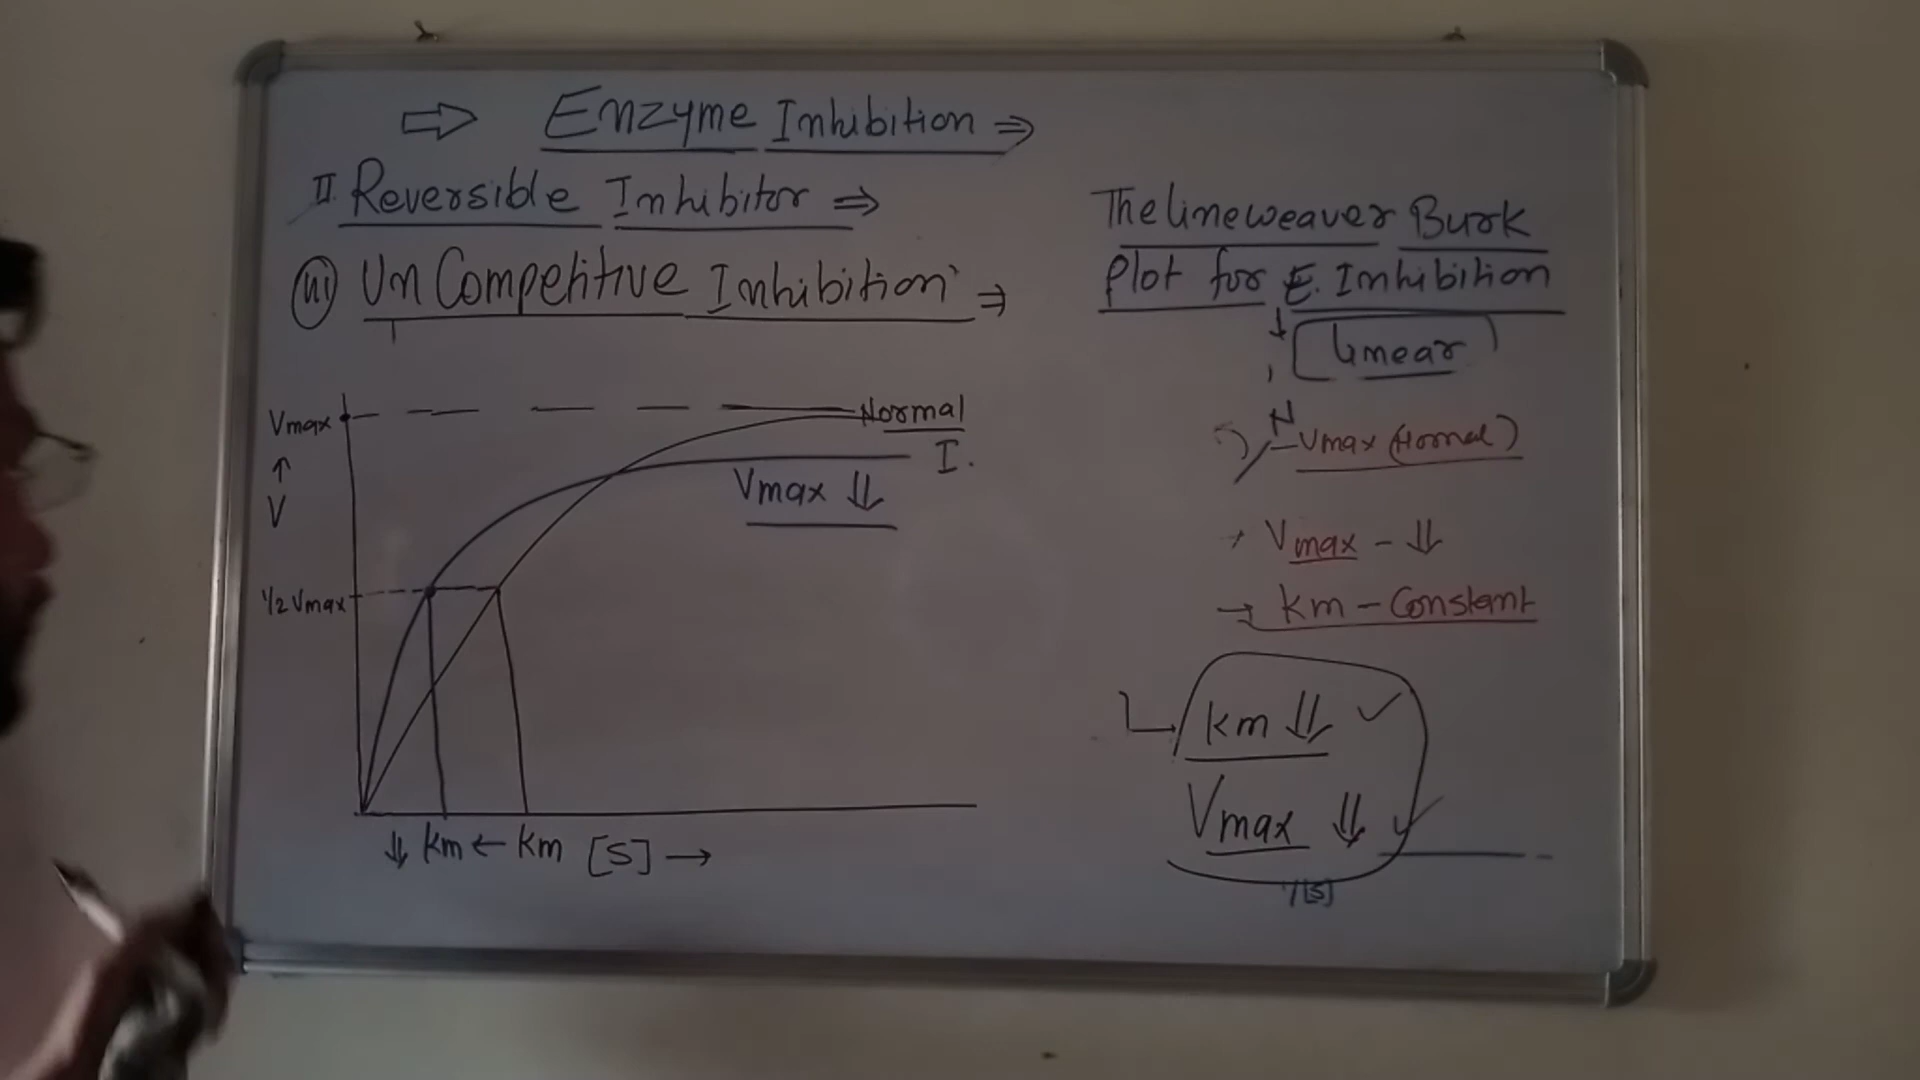 ⇒ Enzyme Inhibition ⇒
II Reversible Inhibitor ⇒
(iii) Un Competitive Inhibition ⇒
Vmax
↑
V
1/2 Vmax
Normal
I.
Vmax ⇓
⇓ Km ← Km [S] →
The lineweaver Burk
Plot for E. Inhibition
↓
Linear
N
Vmax (Normal)
Vmax - ⇓
→ Km - Constant
Km ⇓ ✓
Vmax ⇓ ✓
1/[S]